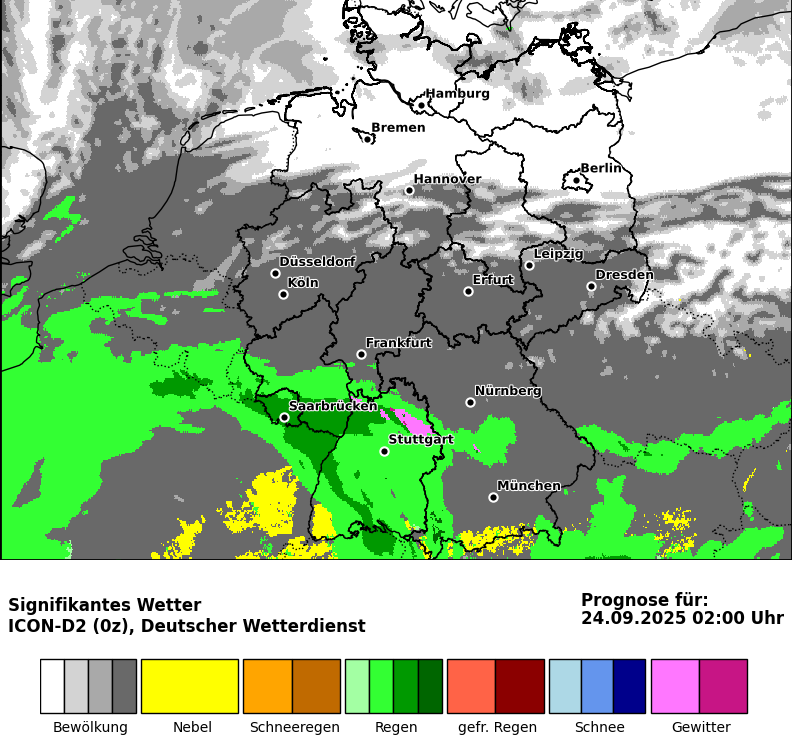 Hamburg
Bremen
Berlin
Hannover
Leipzig
Düsseldorf
Dresden
Köln
Erfurt
Frankfurt
Nürnberg
Saarbrücken
Stuttgart
München
Signifikantes Wetter
ICON-D2 (0z), Deutscher Wetterdienst
Prognose für:
24.09.2025 02:00 Uhr
Bewölkung Nebel Schneeregen Regen gefr. Regen Schnee Gewitter